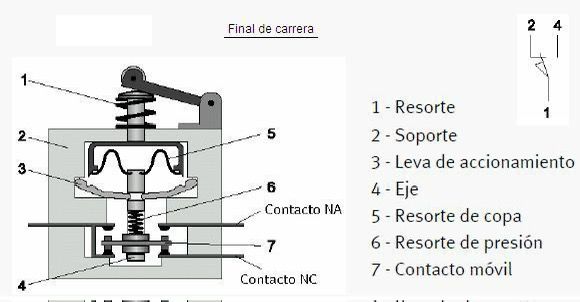 Final de carrera
2 4
1
1
2
3
4
5
6
7
Contacto NA
Contacto NC
1 - Resorte
2 - Soporte
3 - Leva de accionamiento
4 - Eje
5 - Resorte de copa
6 - Resorte de presión
7 - Contacto móvil